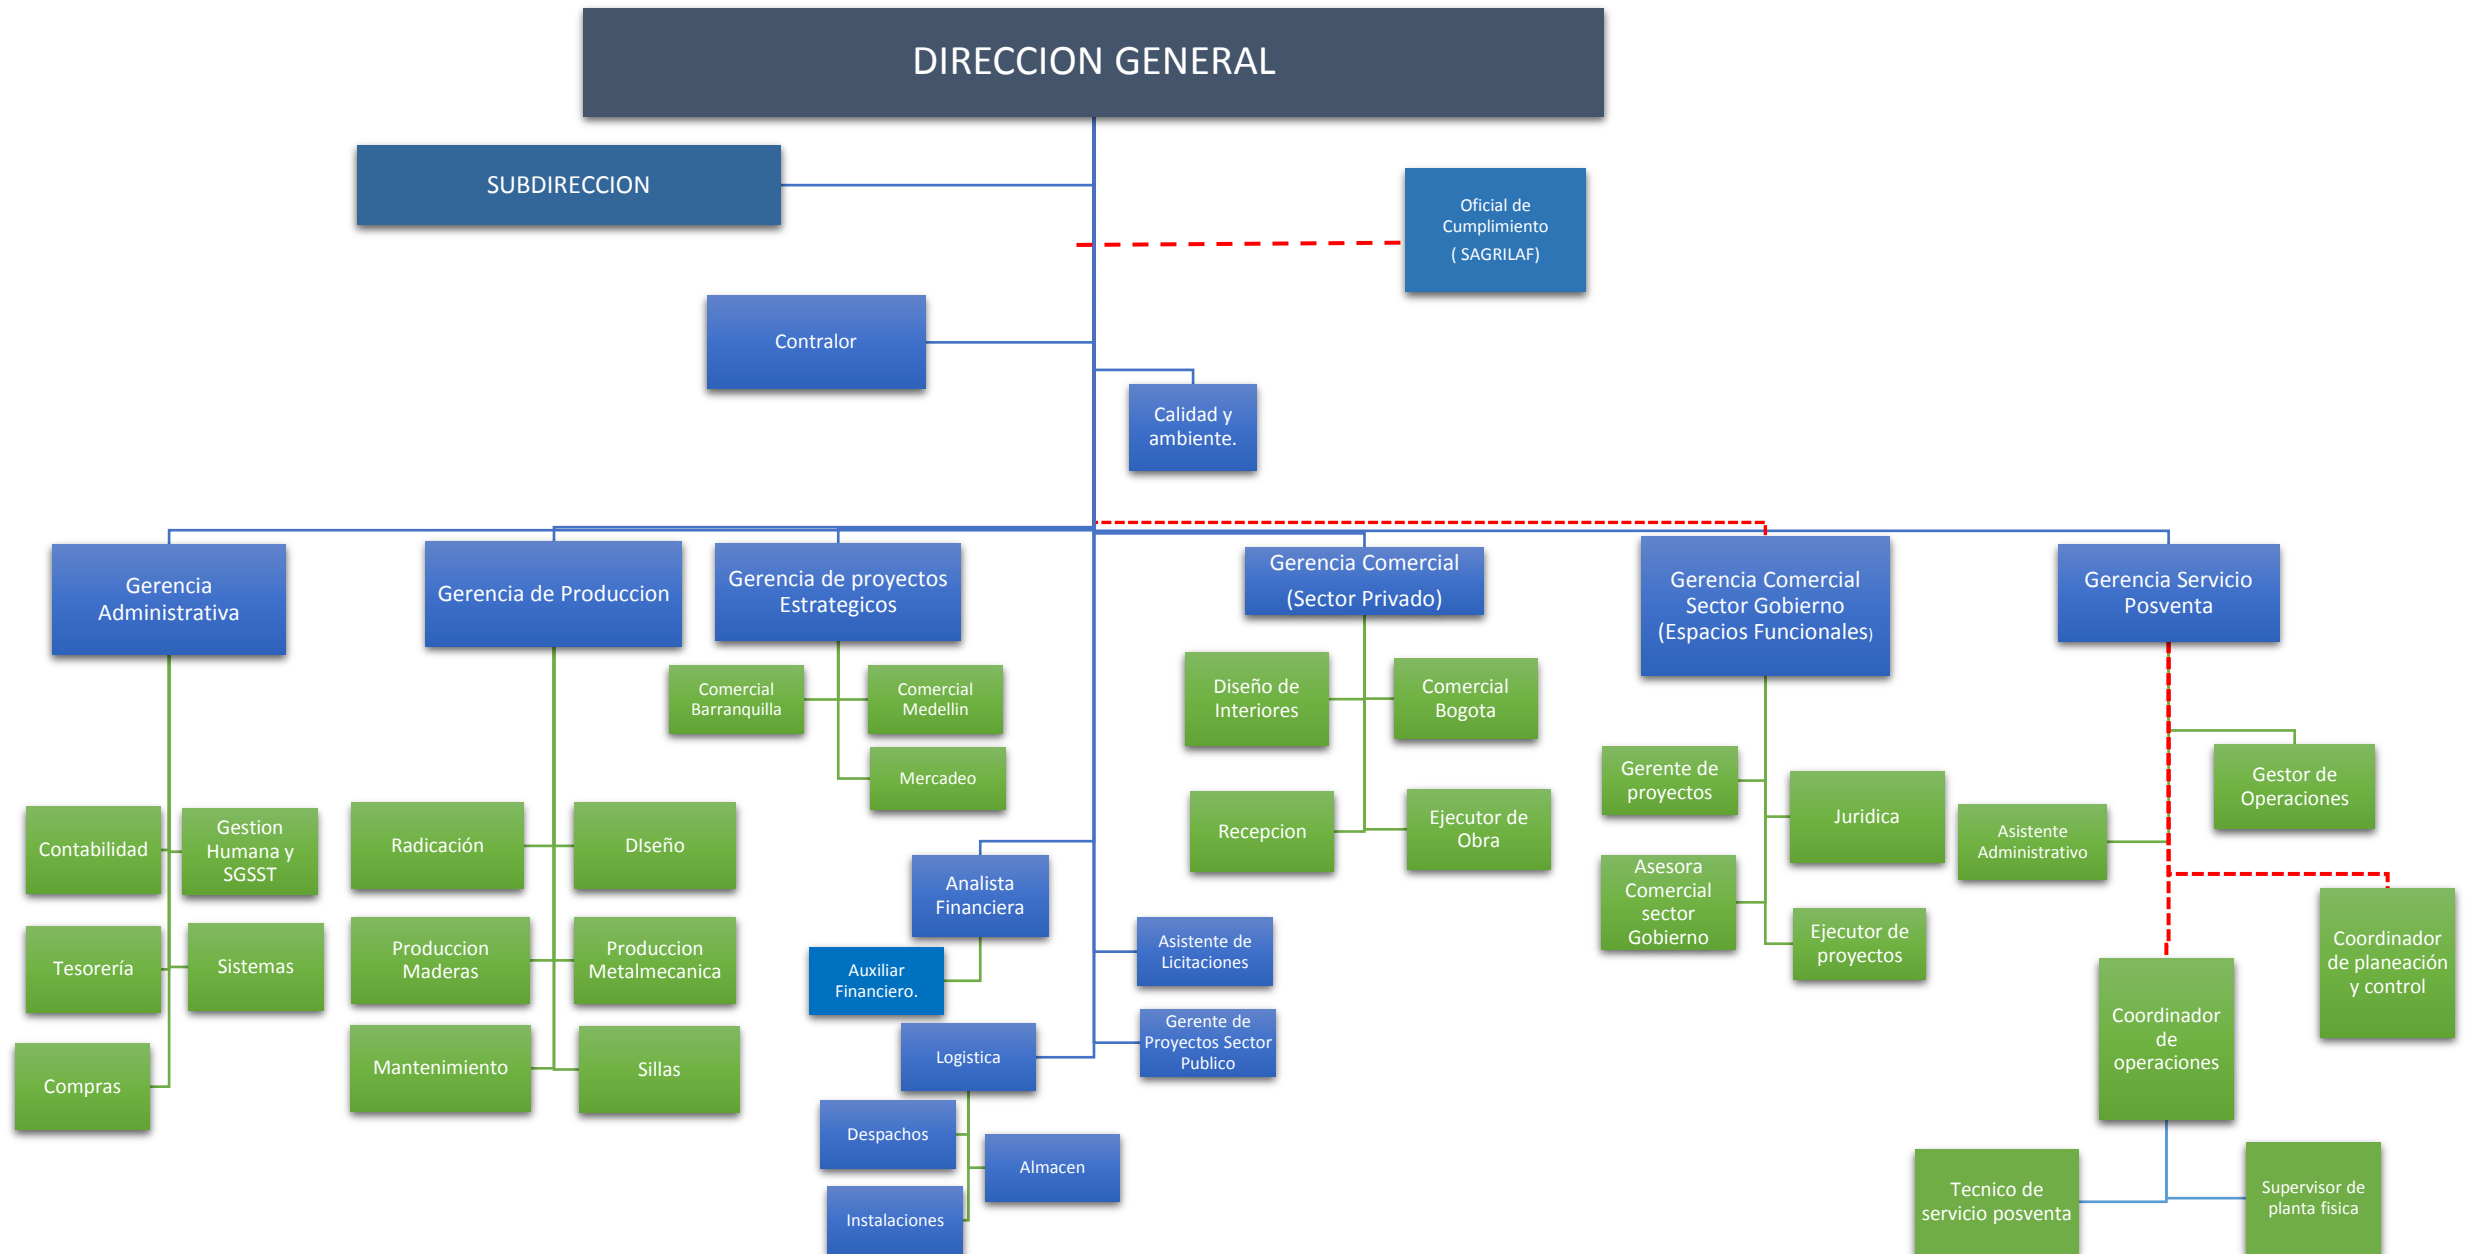 DIRECCION GENERAL
SUBDIRECCION
Oficial de
Cumplimiento
( SAGRILAF)
Contralor
Calidad y
ambiente.
Gerencia
Administrativa
Gerencia de Produccion
Gerencia de proyectos
Estrategicos
Gerencia Comercial
(Sector Privado)
Gerencia Comercial
Sector Gobierno
(Espacios Funcionales)
Gerencia Servicio
Posventa
Comercial
Barranquilla
Comercial
Medellin
Mercadeo
Diseño de
Interiores
Comercial
Bogota
Recepcion
Ejecutor de
Obra
Gerente de
proyectos
Juridica
Asesora
Comercial
sector
Gobierno
Ejecutor de
proyectos
Gestor de
Operaciones
Asistente
Administrativo
Coordinador
de planeación
y control
Coordinador
de
operaciones
Tecnico de
servicio posventa
Supervisor de
planta fisica
Contabilidad
Gestion
Humana y
SGSST
Tesorería
Sistemas
Compras
Radicación
DIseño
Produccion
Maderas
Produccion
Metalmecanica
Mantenimiento
Sillas
Analista
Financiera
Auxiliar
Financiero.
Asistente de
Licitaciones
Gerente de
Proyectos Sector
Publico
Logistica
Despachos
Almacen
Instalaciones